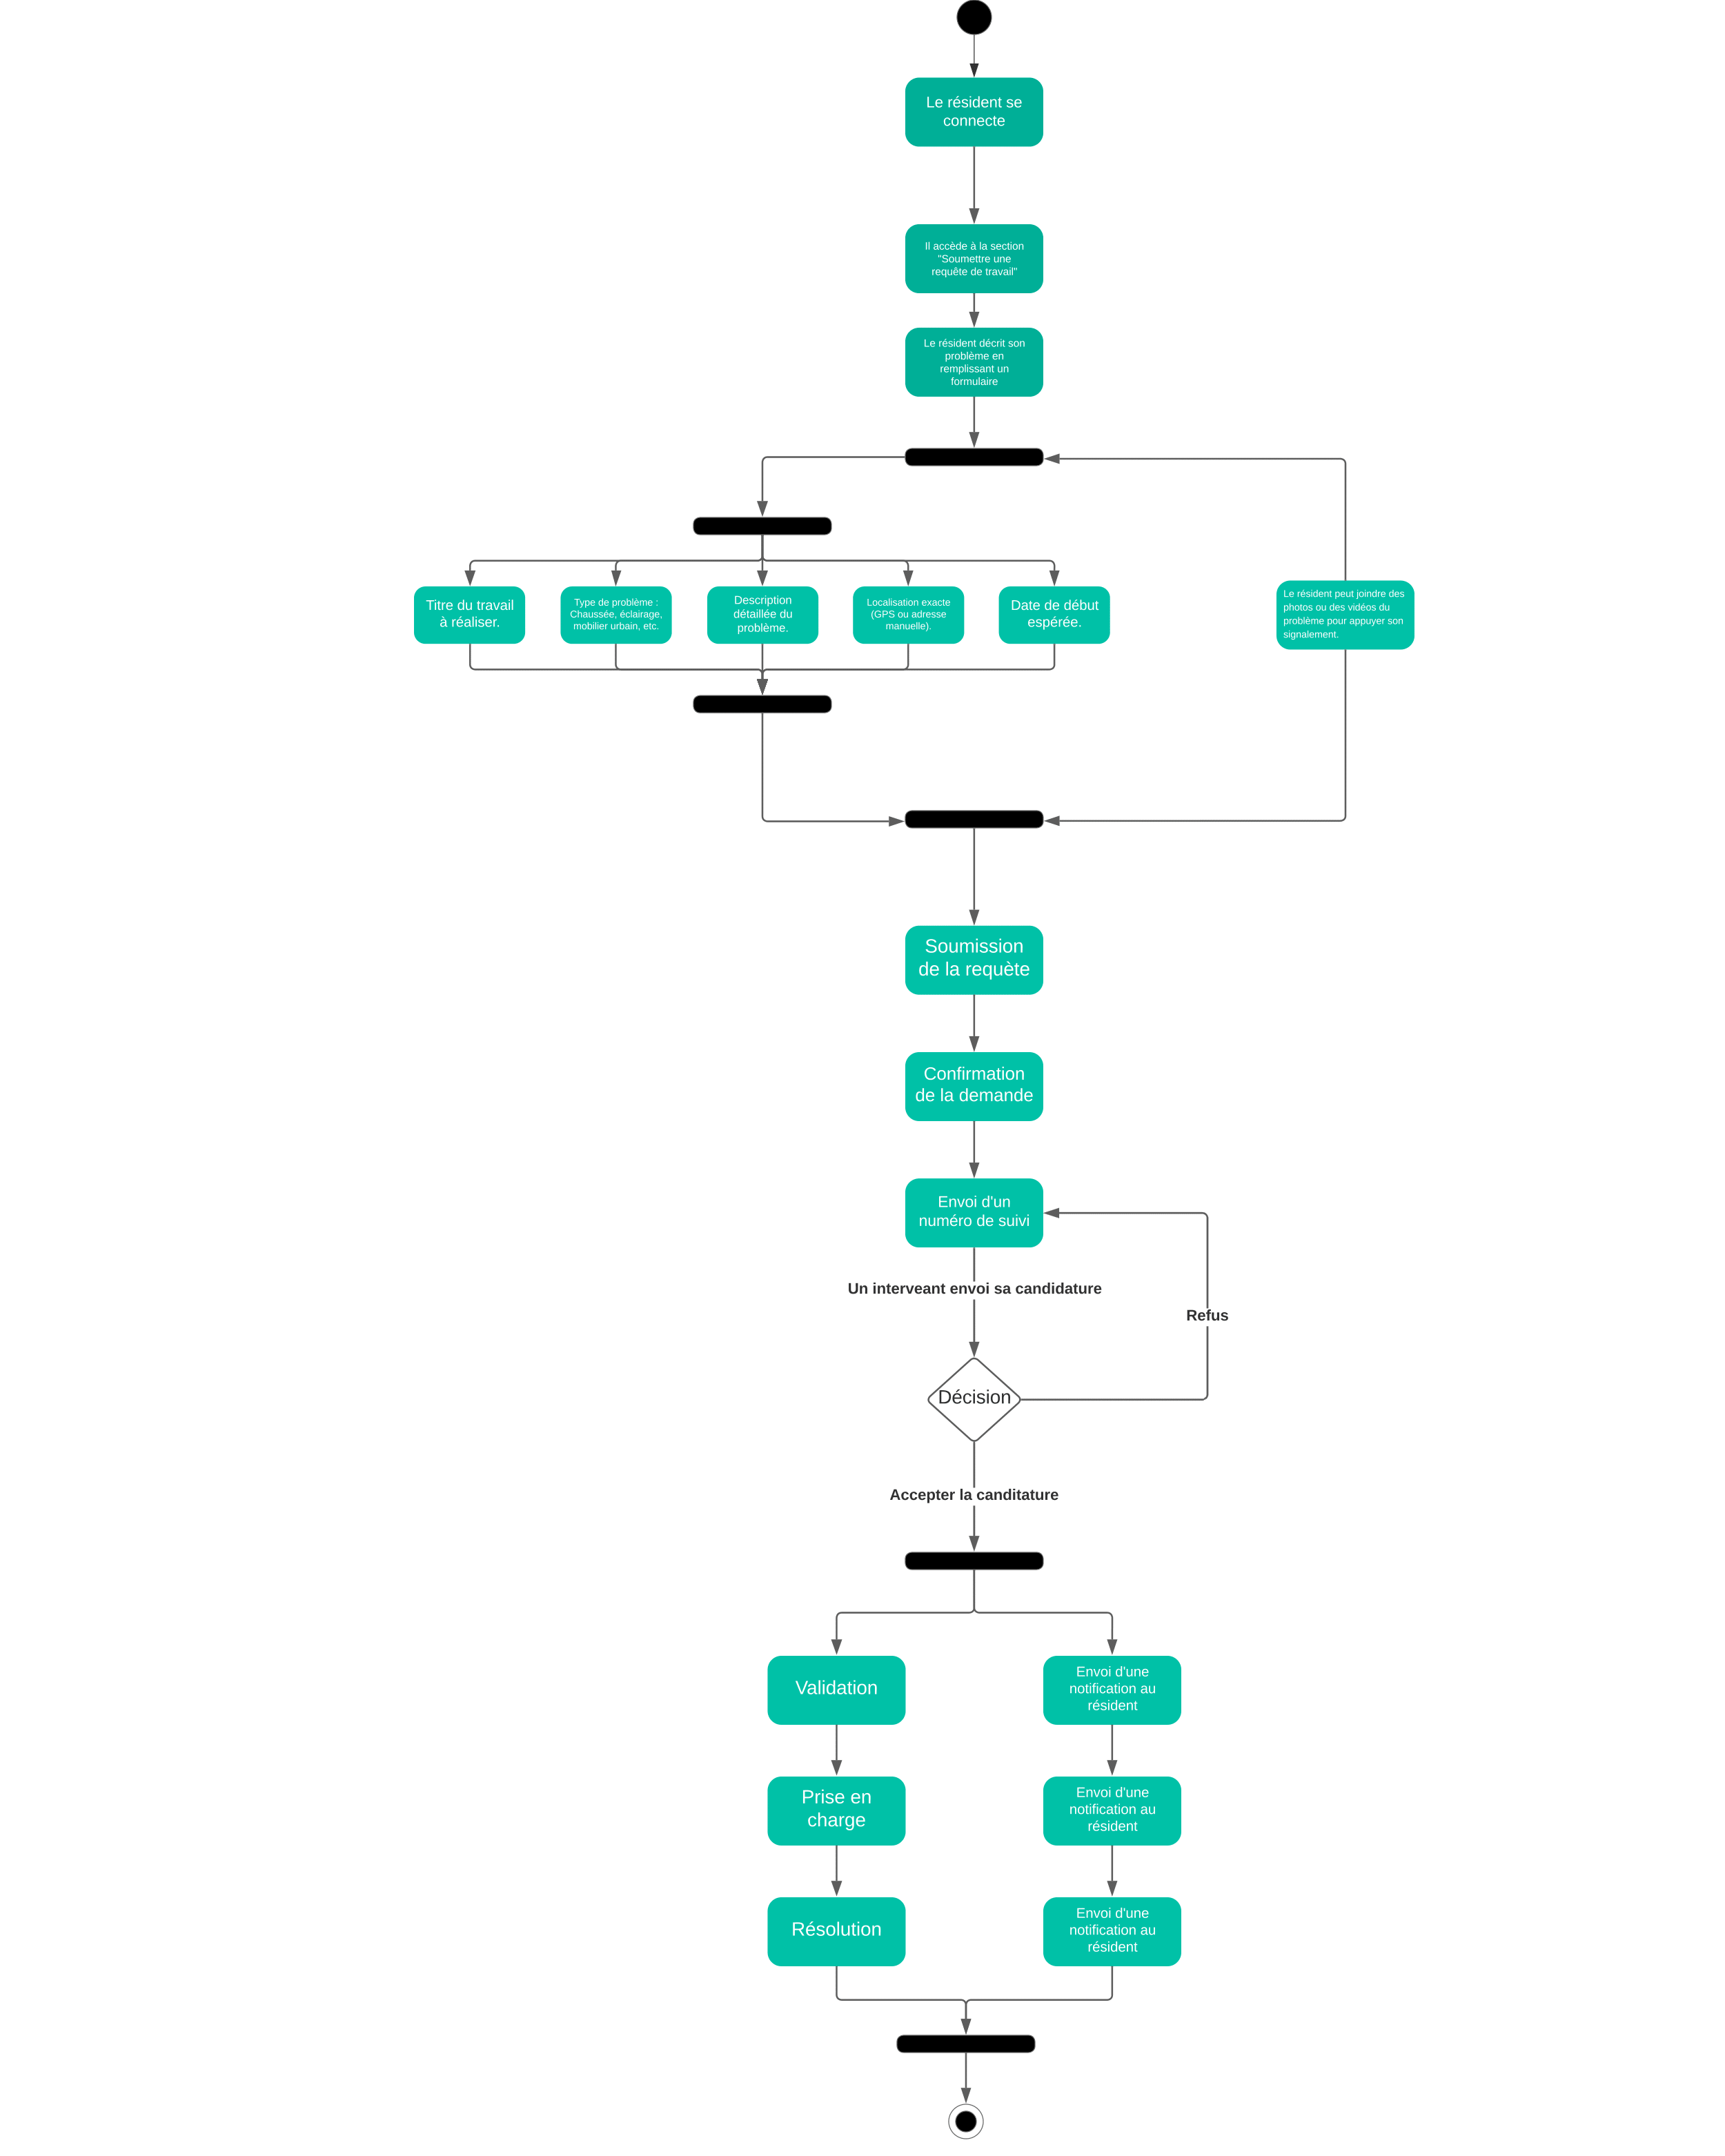 Le résident se
connecte
Il accède à la section
"Soumettre une
requête de travail"
Le résident décrit son
problème en
remplissant un
formulaire
Titre du travail
à réaliser.
Type de problème :
Chaussée, éclairage,
mobilier urbain, etc.
Description
détaillée du
problème.
Localisation exacte
(GPS ou adresse
manuelle).
Date de début
espérée.
Le résident peut joindre des
photos ou des vidéos du
problème pour appuyer son
signalement.
Soumission
de la requète
Confirmation
de la demande
Envoi d'un
numéro de suivi
Un interveant envoi sa candidature
Refus
Décision
Accepter la canditature
Validation
Envoi d'une
notification au
résident
Prise en
charge
Envoi d'une
notification au
résident
Résolution
Envoi d'une
notification au
résident